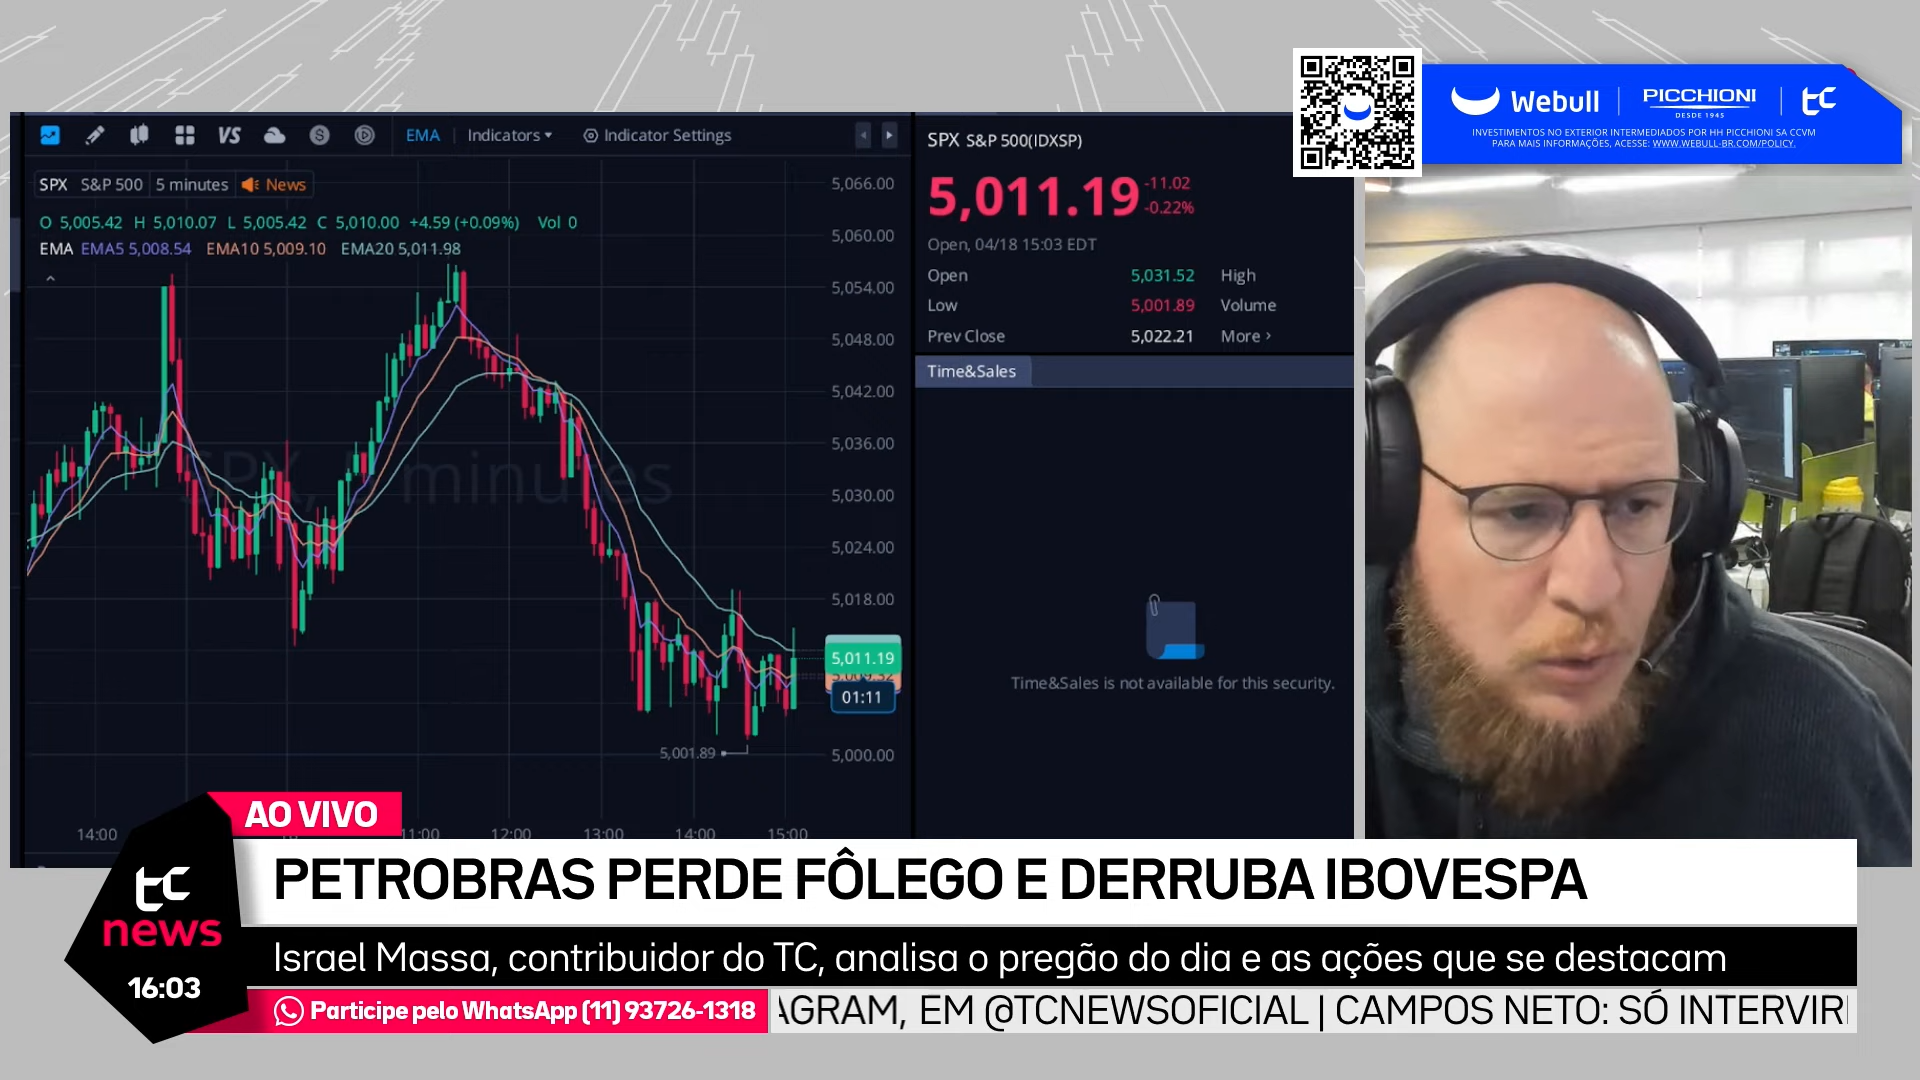 Webull
PICCHIONI
DESDE 1945
tc
INVESTIMENTOS NO EXTERIOR INTERMEDIADOS POR HH PICCHIONI SA CCVM
PARA MAIS INFORMAÇÕES, ACESSE: WWW.WEBULL-BR.COM/POLICY.
VS
S
EMA
Indicators
Indicator Settings
SPX S&P 500 5 minutes News
O 5,005.42 H 5,010.07 L 5,005.42 C 5,010.00 +4.59 (+0.09%) Vol 0
EMA EMA5 5,008.54 EMA10 5,009.10 EMA20 5,011.98
SPX, 5 minutes
5,066.00
5,060.00
5,054.00
5,048.00
5,042.00
5,036.00
5,030.00
5,024.00
5,018.00
5,011.19
01:11
5,001.89
5,000.00
14:00
11:00
12:00
13:00
14:00
15:00
SPX S&P 500(IDXSP)
5,011.19
-11.02
-0.22%
Open, 04/18 15:03 EDT
Open 5,031.52 High
Low 5,001.89 Volume
Prev Close 5,022.21 More ›
Time&Sales
Time&Sales is not available for this security.
AO VIVO
tc
news
16:03
PETROBRAS PERDE FÔLEGO E DERRUBA IBOVESPA
Israel Massa, contribuidor do TC, analisa o pregão do dia e as ações que se destacam
Participe pelo WhatsApp (11) 93726-1318
AGRAM, EM @TCNEWSOFICIAL | CAMPOS NETO: SÓ INTERVIR